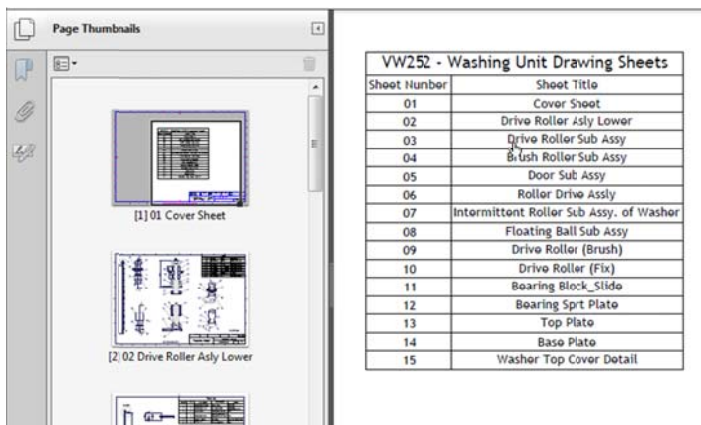 Page Thumbnails
[1] 01 Cover Sheet
[2] 02 Drive Roller Asly Lower
VW252 - Washing Unit Drawing Sheets
Sheet Number Sheet Title
01 Cover Sheet
02 Drive Roller Asly Lower
03 Drive Roller Sub Assy
04 Brush Roller Sub Assy
05 Door Sub Assy
06 Roller Drive Assly
07 Intermittent Roller Sub Assy. of Washer
08 Floating Ball Sub Assy
09 Drive Roller (Brush)
10 Drive Roller (Fix)
11 Bearing Block_Slide
12 Bearing Sprt Plate
13 Top Plate
14 Base Plate
15 Washer Top Cover Detail